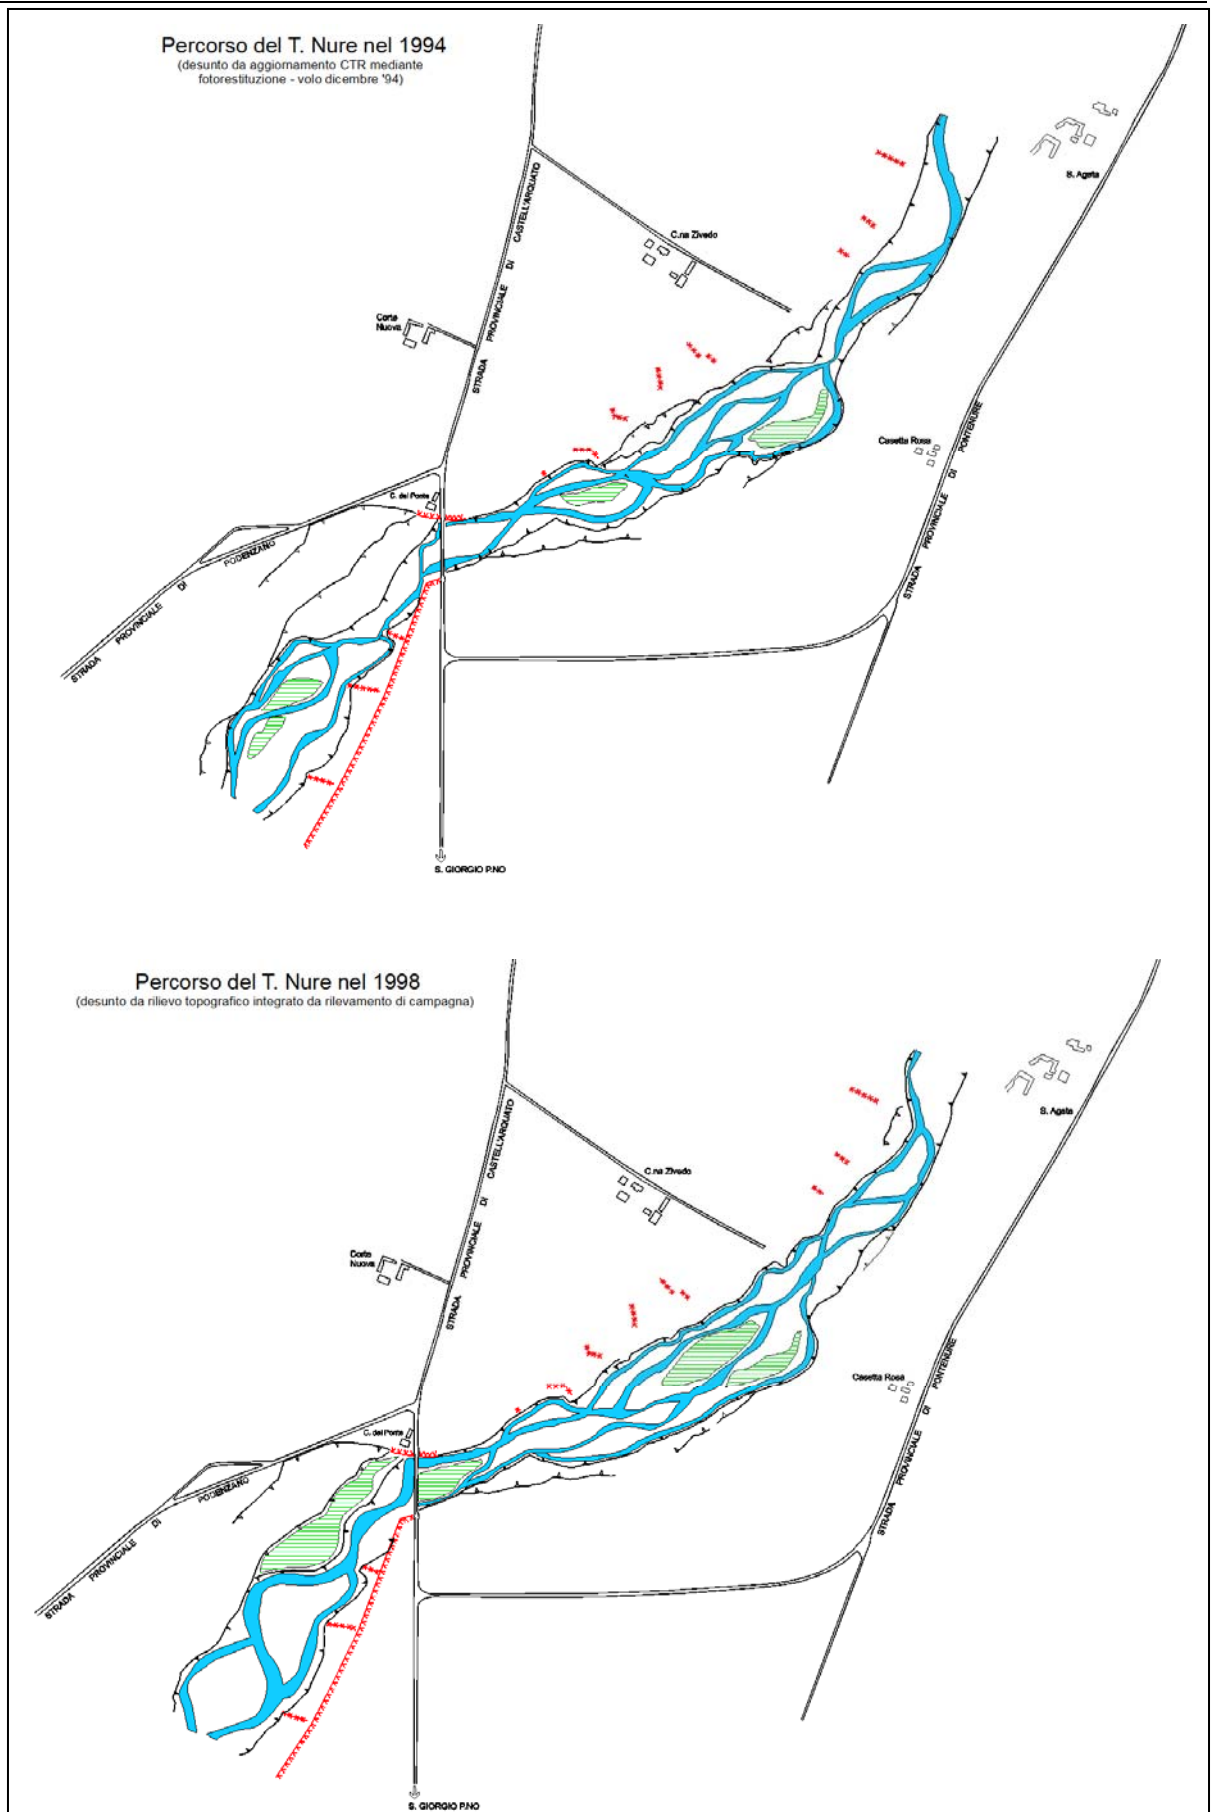 Percorso del T. Nure nel 1994
(desunto da aggiornamento CTR mediante
fotorestituzione - volo dicembre '94)
S. Agata
STRADA PROVINCIALE DI CASTELL'ARQUATO
C.na Zivedo
Corte
Nuova
Casetta Rosa
STRADA PROVINCIALE DI PONTENURE
C. del Ponte
STRADA PROVINCIALE DI PODENZANO
S. GIORGIO P.NO
Percorso del T. Nure nel 1998
(desunto da rilievo topografico integrato da rilevamento di campagna)
S. Agata
STRADA PROVINCIALE DI CASTELL'ARQUATO
C.na Zivedo
Corte
Nuova
Casetta Rosa
STRADA PROVINCIALE DI PONTENURE
C. del Ponte
STRADA PROVINCIALE DI PODENZANO
S. GIORGIO P.NO